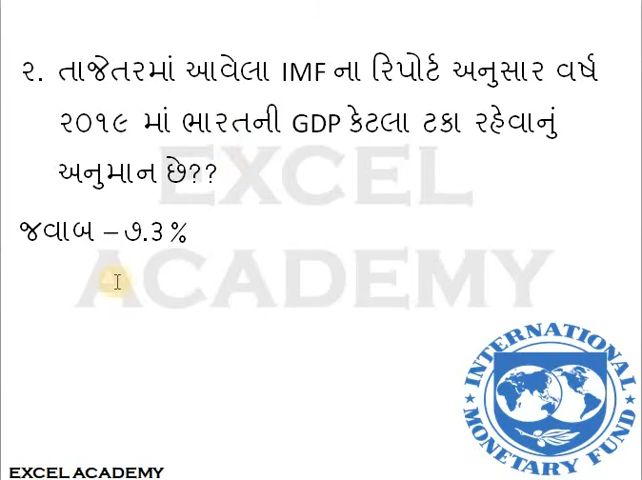 ૨. તાજેતરમાં આવેલા IMF ના રિપોર્ટ અનુસાર વર્ષ
૨૦૧૯ માં ભારતની GDP કેટલા ટકા રહેવાનું
અનુમાન છે??
જવાબ – ૭.૩ %
EXCEL
ACADEMY
INTERNATIONAL
MONETARY FUND
EXCEL ACADEMY